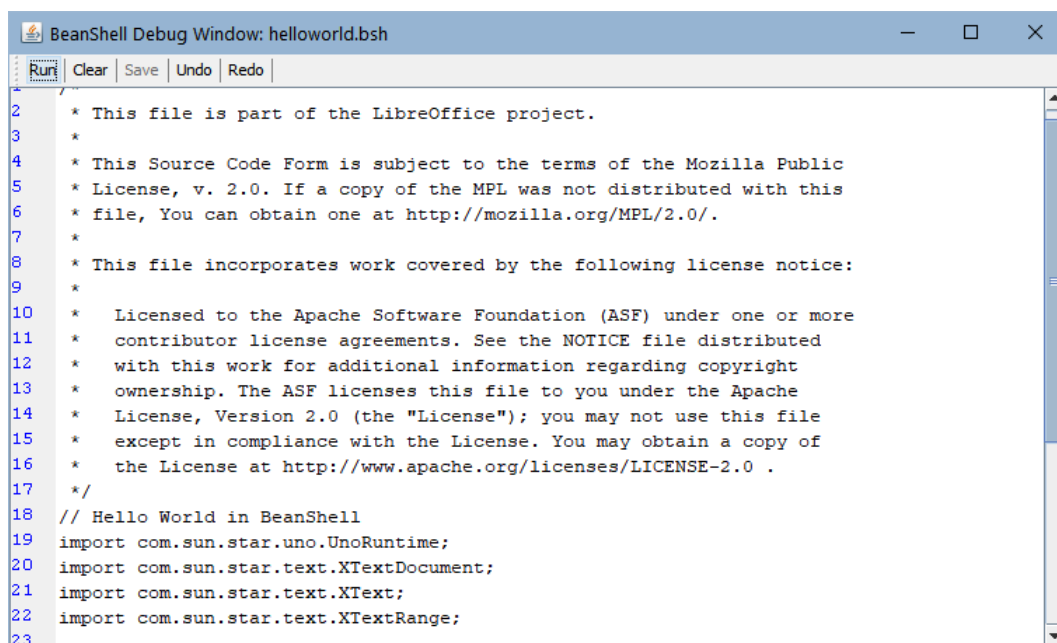 BeanShell Debug Window: helloworld.bsh
Run Clear Save Undo Redo
1 /*
2 * This file is part of the LibreOffice project.
3 *
4 * This Source Code Form is subject to the terms of the Mozilla Public
5 * License, v. 2.0. If a copy of the MPL was not distributed with this
6 * file, You can obtain one at http://mozilla.org/MPL/2.0/.
7 *
8 * This file incorporates work covered by the following license notice:
9 *
10 * Licensed to the Apache Software Foundation (ASF) under one or more
11 * contributor license agreements. See the NOTICE file distributed
12 * with this work for additional information regarding copyright
13 * ownership. The ASF licenses this file to you under the Apache
14 * License, Version 2.0 (the "License"); you may not use this file
15 * except in compliance with the License. You may obtain a copy of
16 * the License at http://www.apache.org/licenses/LICENSE-2.0 .
17 */
18 // Hello World in BeanShell
19 import com.sun.star.uno.UnoRuntime;
20 import com.sun.star.text.XTextDocument;
21 import com.sun.star.text.XText;
22 import com.sun.star.text.XTextRange;
23